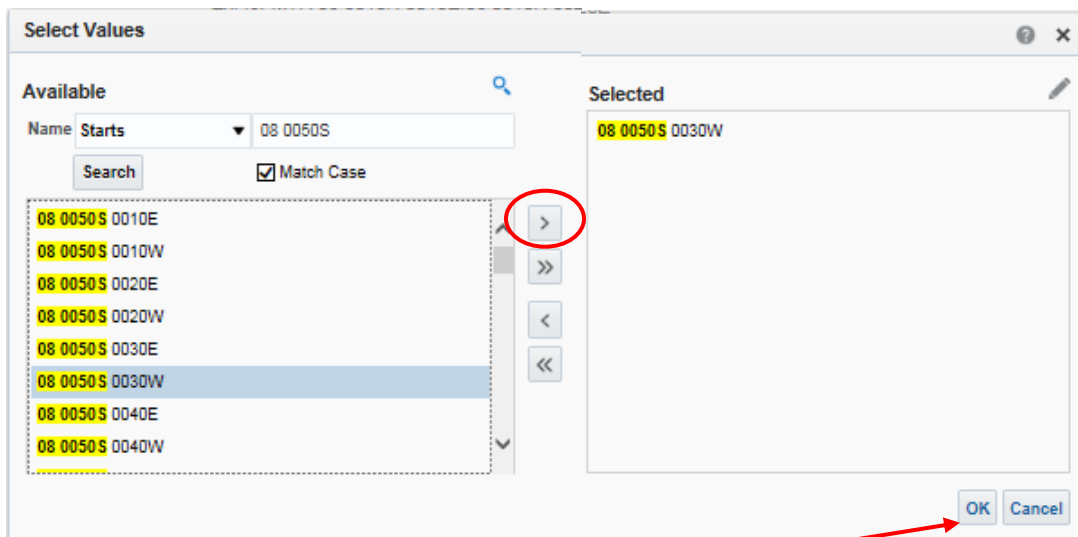 Select Values
Available
Name Starts 08 0050S
Search Match Case
08 0050S 0010E
08 0050S 0010W
08 0050S 0020E
08 0050S 0020W
08 0050S 0030E
08 0050S 0030W
08 0050S 0040E
08 0050S 0040W
>
>>
<
<<
Selected
08 0050S 0030W
OK Cancel